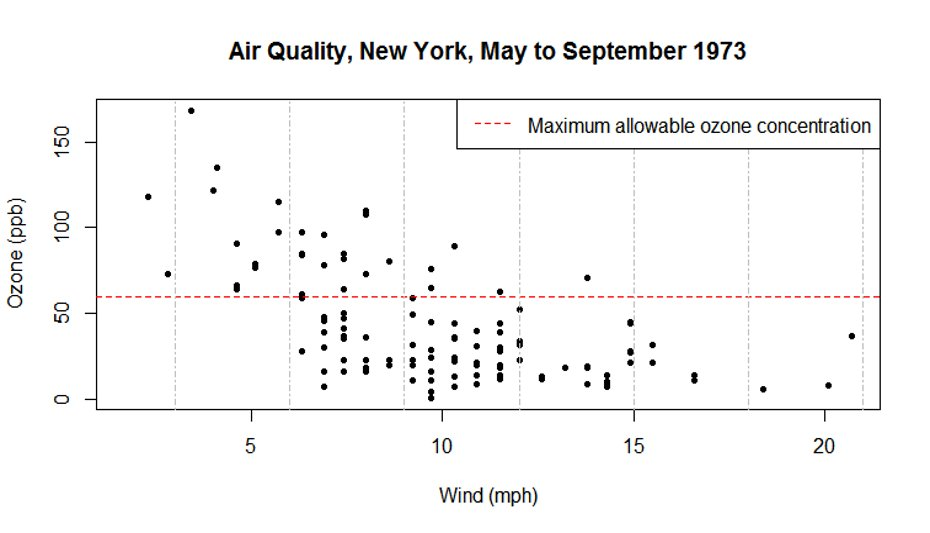 Air Quality, New York, May to September 1973
Maximum allowable ozone concentration
Ozone (ppb)
150
100
50
0
5 10 15 20
Wind (mph)